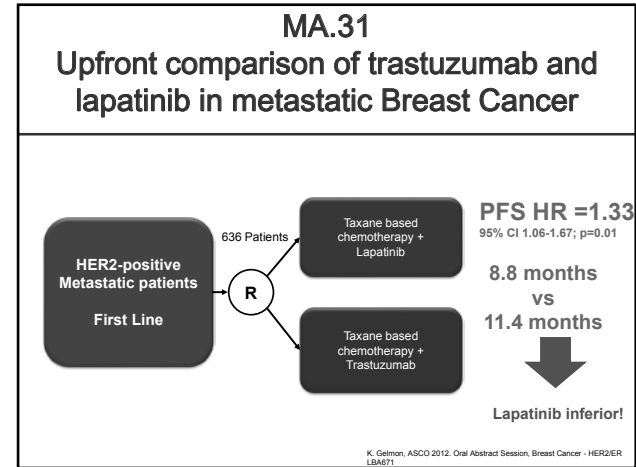 MA.31
Upfront comparison of trastuzumab and
lapatinib in metastatic Breast Cancer
HER2-positive
Metastatic patients
First Line
636 Patients
R
Taxane based
chemotherapy +
Lapatinib
Taxane based
chemotherapy +
Trastuzumab
PFS HR =1.33
95% CI 1.06-1.67; p=0.01
8.8 months
vs
11.4 months
Lapatinib inferior!
K. Gelmon, ASCO 2012. Oral Abstract Session, Breast Cancer - HER2/ER
LBA671